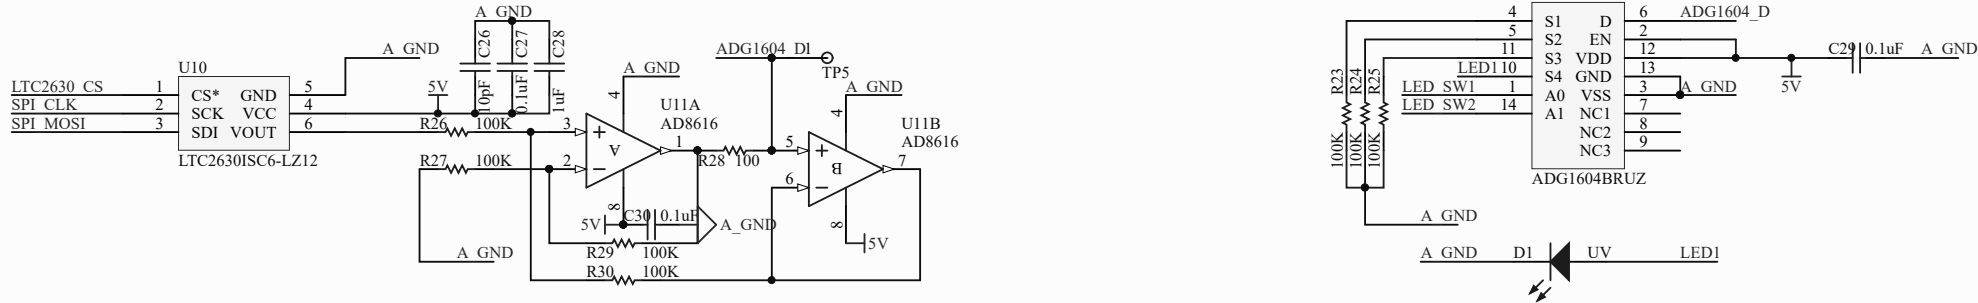 A_GND
C26
C27
C28
10pF
0.1uF
1uF
A_GND
U10
LTC2630_CS
SPI_CLK
SPI_MOSI
1
2
3
CS*
SCK
SDI
GND
VCC
VOUT
5
4
6
LTC2630ISC6-LZ12
5V
R26
100K
R27
100K
A_GND
A_GND
4
U11A
AD8616
3
2
1
A
8
5V
C30
0.1uF
A_GND
R28
100
R29
100K
R30
100K
ADG1604_D1
TP5
A_GND
4
U11B
AD8616
5
6
7
B
8
5V
R23
R24
R25
100K
100K
100K
A_GND
LED1
LED_SW1
LED_SW2
4
5
11
10
1
14
S1
S2
S3
S4
A0
A1
D
EN
VDD
GND
VSS
NC1
NC2
NC3
6
2
12
13
3
7
8
9
ADG1604BRUZ
ADG1604_D
A_GND
5V
C29
0.1uF
A_GND
A_GND
D1
UV
LED1